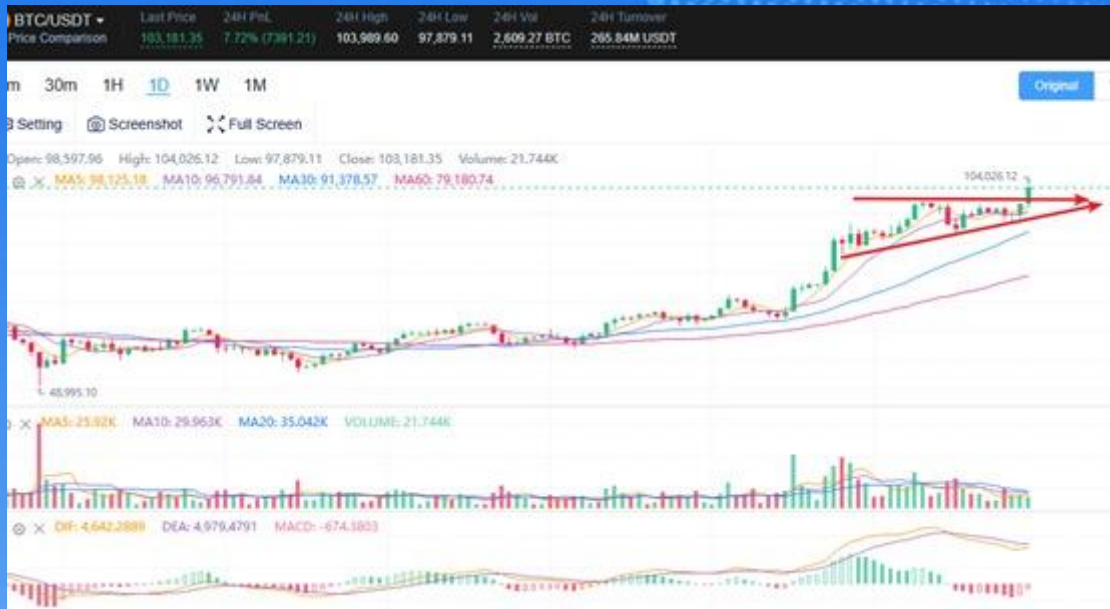 BTC/USDT Last Price 24H PnL 24H High 24H Low 24H Vol 24H Turnover
Price Comparison 103,181.35 7.72% (7391.21) 103,989.60 97,879.11 2,609.27 BTC 265.84M USDT
m 30m 1H 1D 1W 1M Original
Setting Screenshot Full Screen
Open: 98,597.96 High: 104,026.12 Low: 97,879.11 Close: 103,181.35 Volume: 21.744K
MA5: 98,125.18 MA10: 96,791.84 MA30: 91,378.57 MA60: 79,180.74
104,026.12
48,995.10
MA5: 25.92K MA10: 29.963K MA20: 35.042K VOLUME: 21.744K
DIF: 4,642.2889 DEA: 4,979.4791 MACD: -674.3803